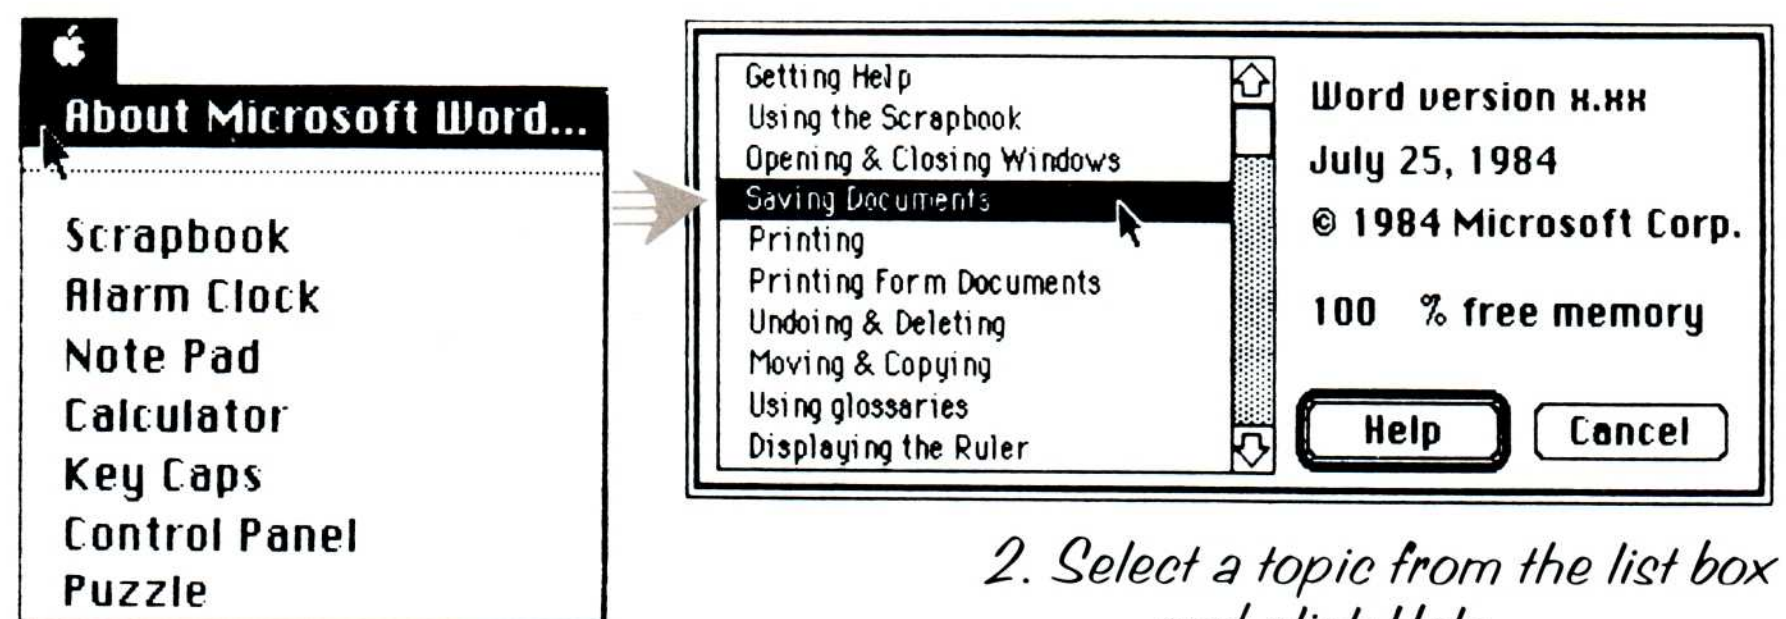 About Microsoft Word...
Scrapbook
Alarm Clock
Note Pad
Calculator
Key Caps
Control Panel
Puzzle
Getting Help
Using the Scrapbook
Opening & Closing Windows
Saving Documents
Printing
Printing Form Documents
Undoing & Deleting
Moving & Copying
Using glossaries
Displaying the Ruler
Word version x.xx
July 25, 1984
© 1984 Microsoft Corp.
100 % free memory
Help
Cancel
2. Select a topic from the list box